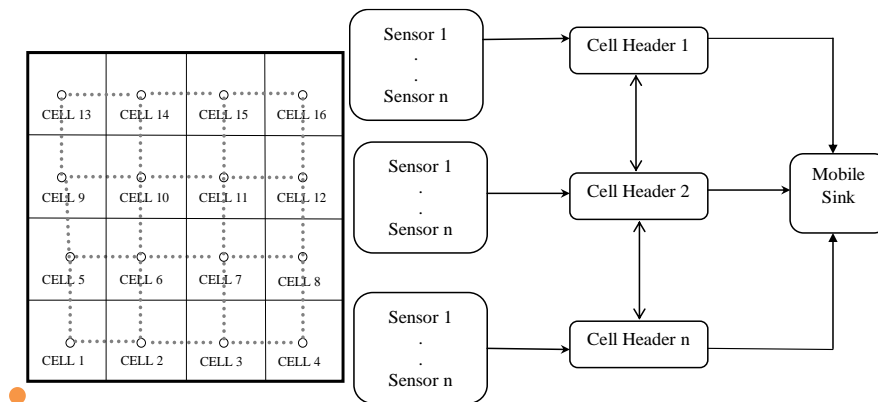 CELL 13
CELL 14
CELL 15
CELL 16
CELL 9
CELL 10
CELL 11
CELL 12
CELL 5
CELL 6
CELL 7
CELL 8
CELL 1
CELL 2
CELL 3
CELL 4
Sensor 1
.
.
Sensor n
Cell Header 1
Sensor 1
.
.
Sensor n
Cell Header 2
Mobile
Sink
Sensor 1
.
.
Sensor n
Cell Header n